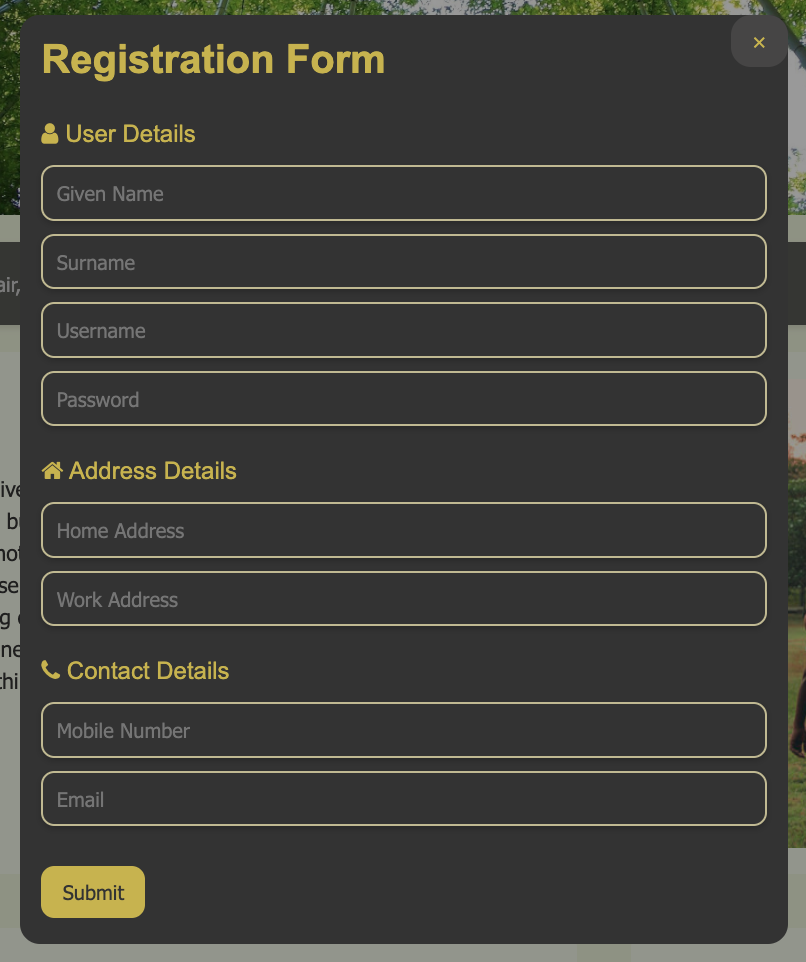 Registration Form
×
User Details
Given Name
Surname
Username
Password
Address Details
Home Address
Work Address
Contact Details
Mobile Number
Email
Submit